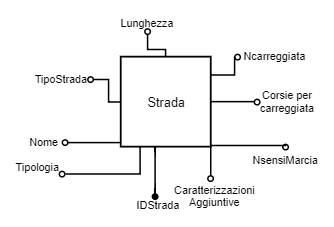 Lunghezza
Ncarreggiata
TipoStrada
Corsie per
carreggiata
Strada
Nome
NsensiMarcia
Tipologia
Caratterizzazioni
Aggiuntive
IDStrada